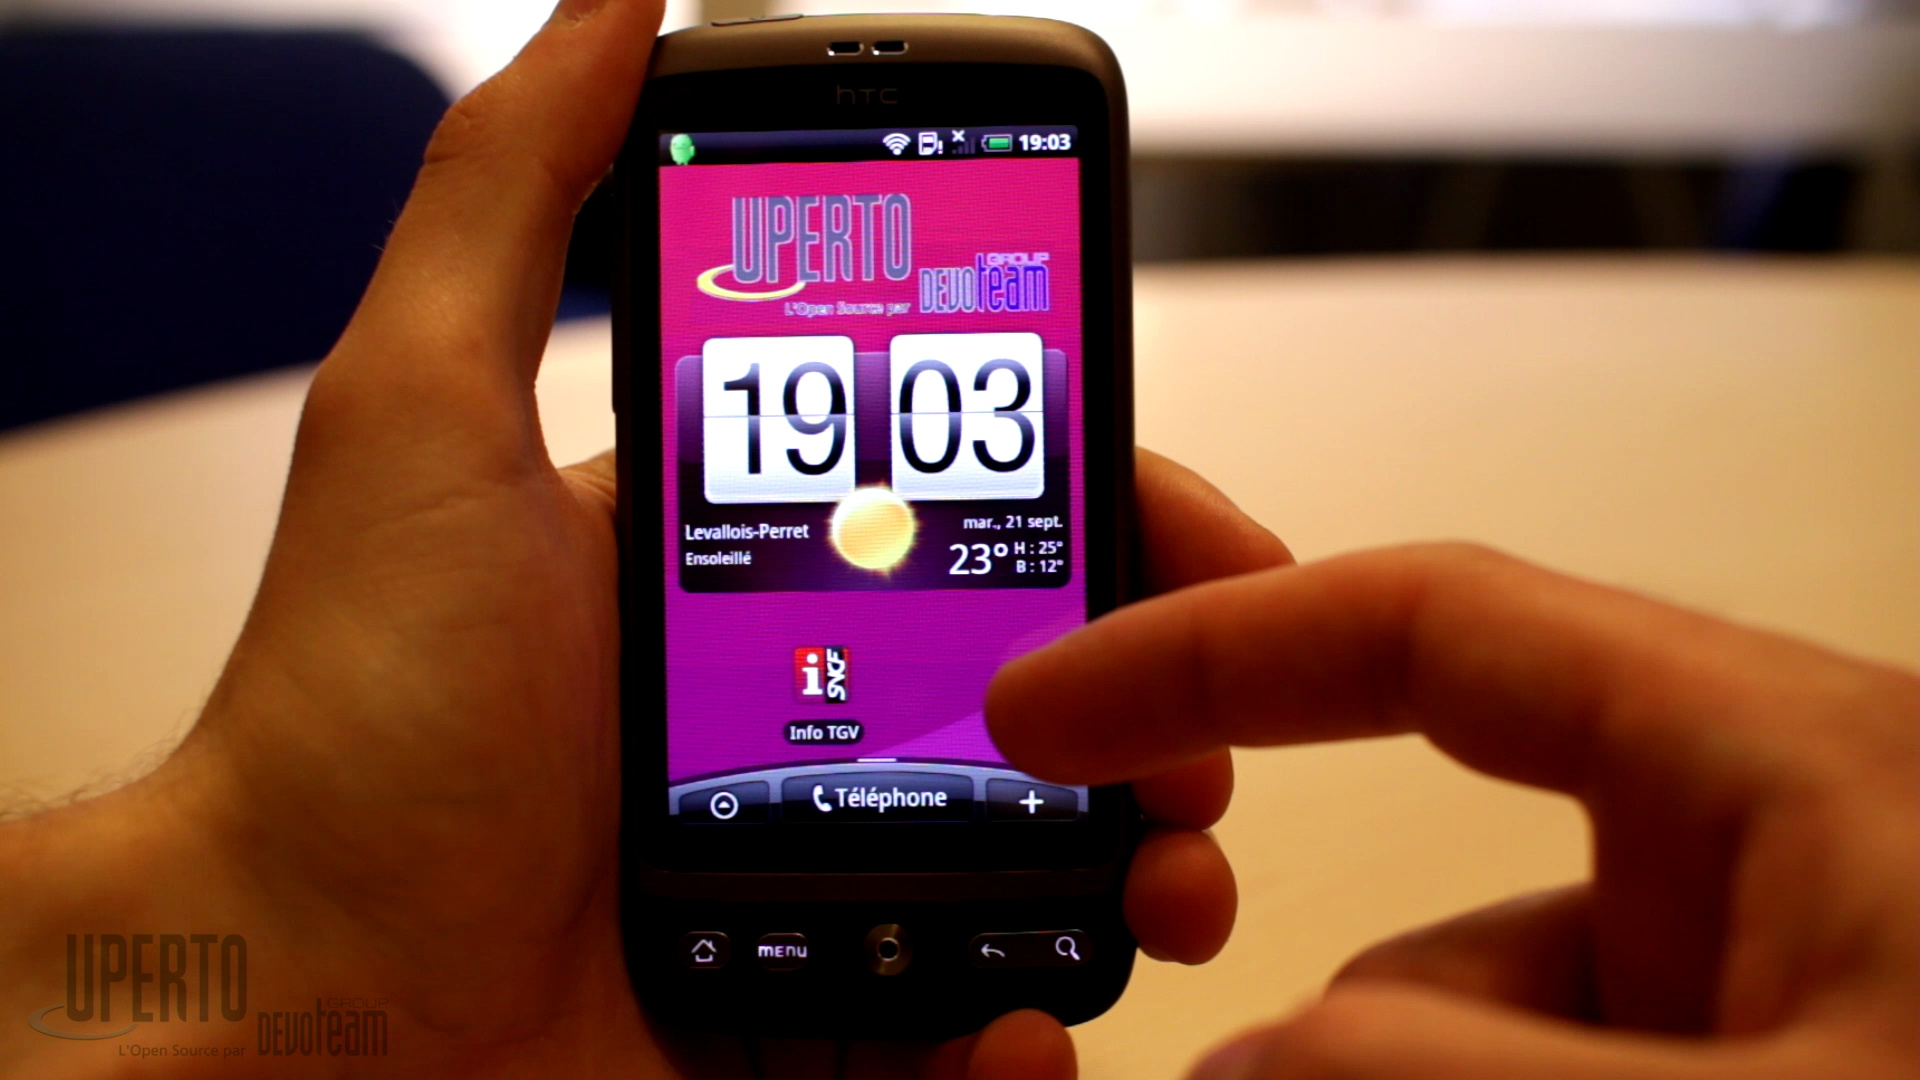 hTC
19:03
UPERTO
GROUP
DEVOteam
L'Open Source par
19 03
Levallois-Perret
Ensoleillé
mar., 21 sept.
23° H : 25°
B : 12°
i SNCF
Info TGV
Téléphone
menu
UPERTO
GROUP
DEVOteam
L'Open Source par